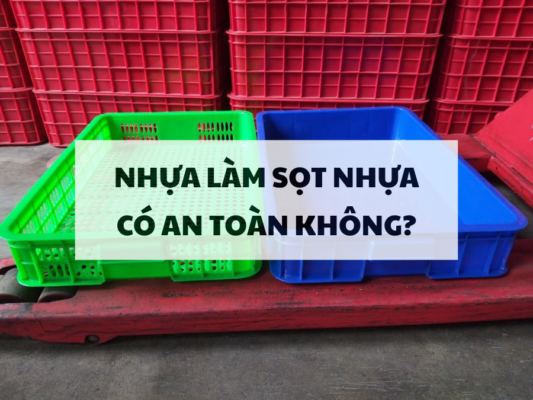 NHỰA LÀM SỌT NHỰA
CÓ AN TOÀN KHÔNG?